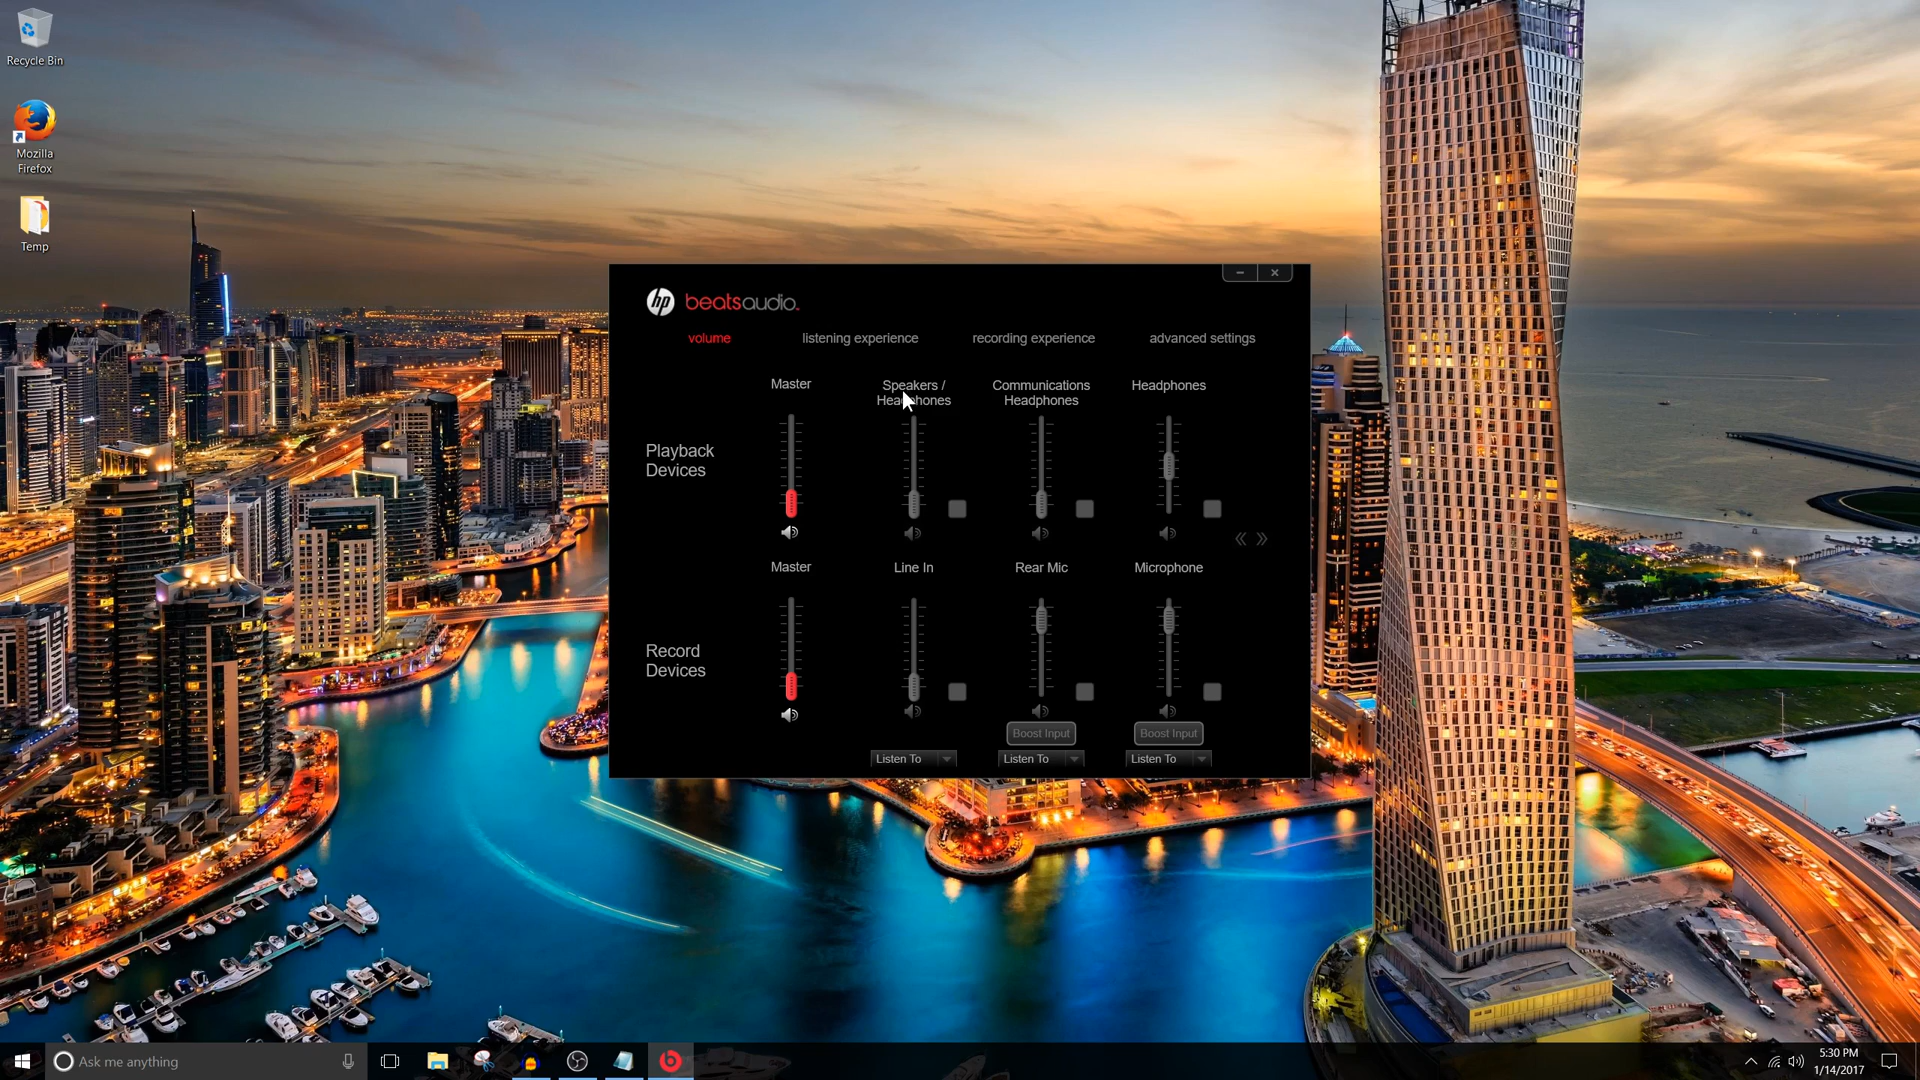 Recycle Bin
Mozilla
Firefox
Temp
hp beatsaudio.
volume
listening experience
recording experience
advanced settings
Master
Speakers /
Headphones
Communications
Headphones
Headphones
Playback
Devices
Master
Line In
Rear Mic
Microphone
Record
Devices
Boost Input
Boost Input
Listen To
Listen To
Listen To
Ask me anything
5:30 PM
1/14/2017